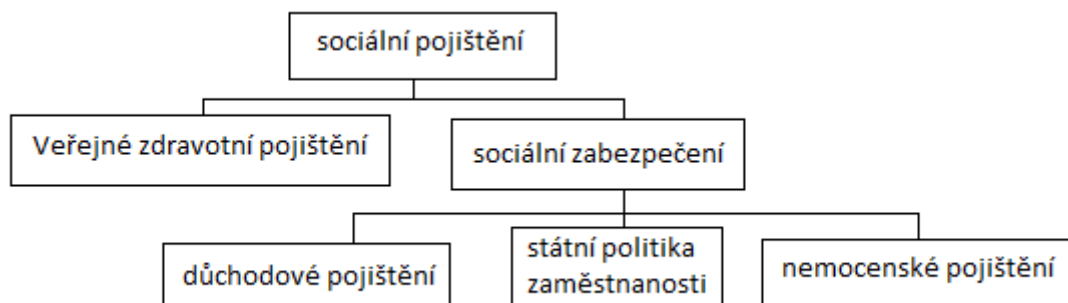 sociální pojištění
Veřejné zdravotní pojištění
sociální zabezpečení
důchodové pojištění
státní politika
zaměstnanosti
nemocenské pojištění